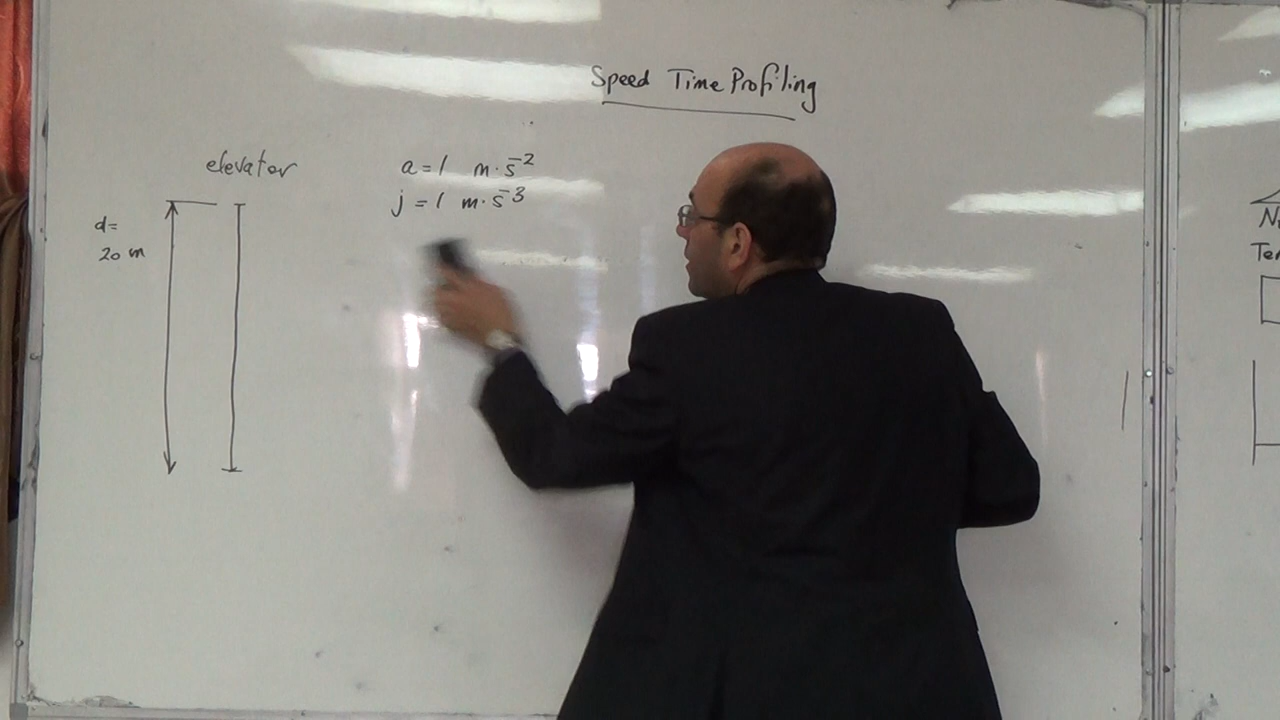 Speed Time Profiling
elevator
a = 1 m·s⁻²
j = 1 m·s⁻³
d=
20 m